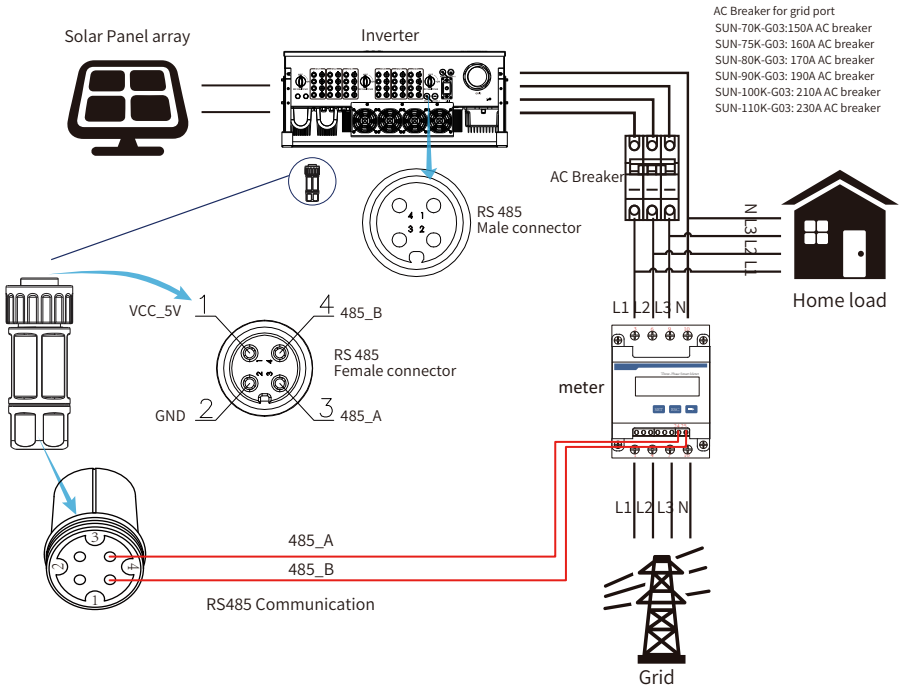 AC Breaker for grid port
SUN-70K-G03:150A AC breaker
SUN-75K-G03: 160A AC breaker
SUN-80K-G03: 170A AC breaker
SUN-90K-G03: 190A AC breaker
SUN-100K-G03: 210A AC breaker
SUN-110K-G03: 230A AC breaker
Solar Panel array
Inverter
AC Breaker
4 1
3 2
RS 485
Male connector
N
L3
L2
L1
Home load
VCC_5V
1
4
485_B
1 4
2 3
RS 485
Female connector
GND
2
3
485_A
L1 L2 L3 N
meter
L1 L2 L3 N
3
2
4
1
485_A
485_B
RS485 Communication
Grid